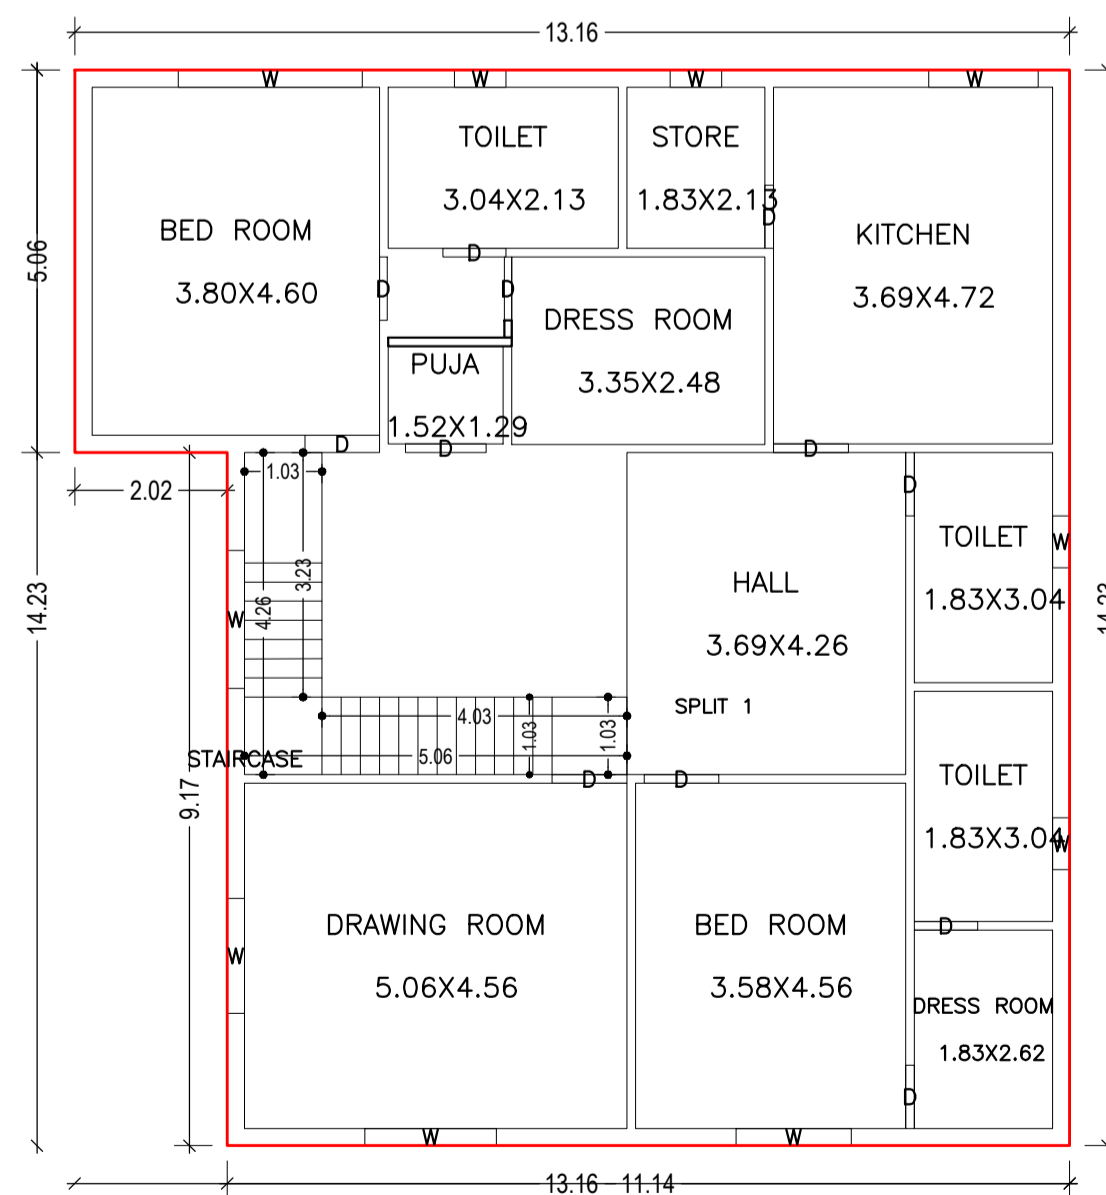 13.16
W W W W
TOILET
3.04X2.13
STORE
1.83X2.13
D
BED ROOM
3.80X4.60
KITCHEN
3.69X4.72
5.06
D
D
D
DRESS ROOM
3.35X2.48
PUJA
1.52X1.29
D
D
D
2.02
1.03
D
TOILET
1.83X3.04
W
3.23
4.26
W
HALL
3.69X4.26
SPLIT 1
14.23
14.23
4.03
5.06
1.03
1.03
STAIRCASE
D
D
9.17
TOILET
1.83X3.04
W
D
DRAWING ROOM
5.06X4.56
W
BED ROOM
3.58X4.56
DRESS ROOM
1.83X2.62
D
W
W
13.16
11.14